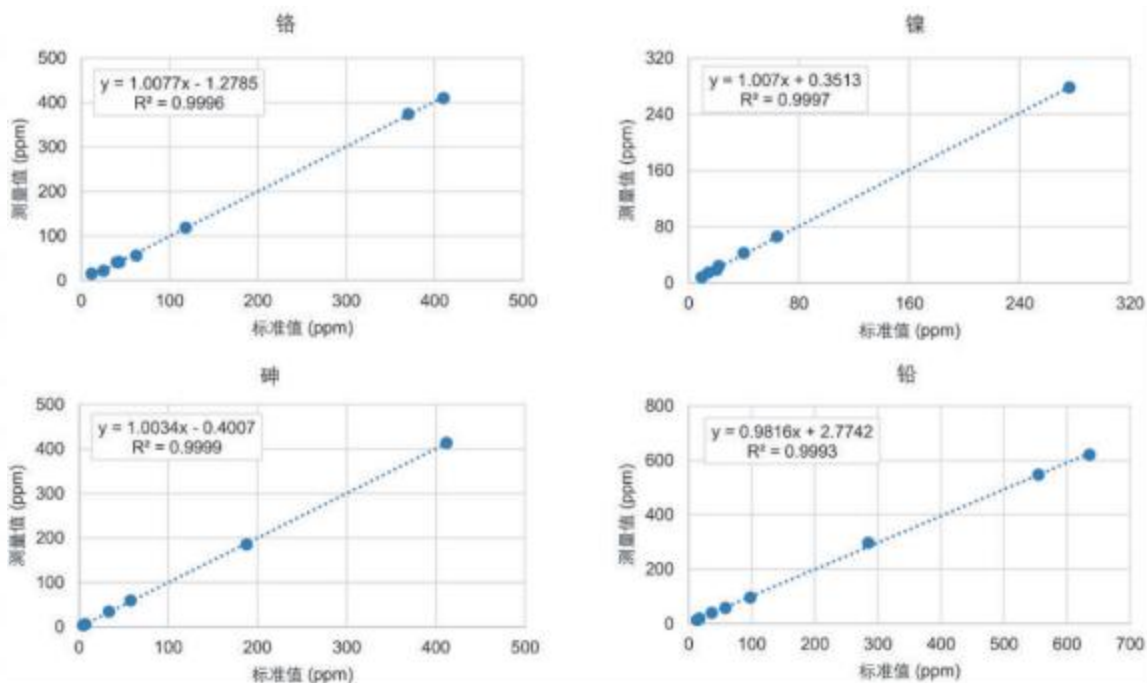 铬
500
400
300
200
100
0
测量值 (ppm)
y = 1.0077x - 1.2785
R² = 0.9996
0 100 200 300 400 500
标准值 (ppm)
镍
320
240
160
80
0
测量值 (ppm)
y = 1.007x + 0.3513
R² = 0.9997
0 80 160 240 320
标准值 (ppm)
砷
500
400
300
200
100
0
测量值 (ppm)
y = 1.0034x - 0.4007
R² = 0.9999
0 100 200 300 400 500
标准值 (ppm)
铅
800
600
400
200
0
测量值 (ppm)
y = 0.9816x + 2.7742
R² = 0.9993
0 100 200 300 400 500 600 700
标准值 (ppm)